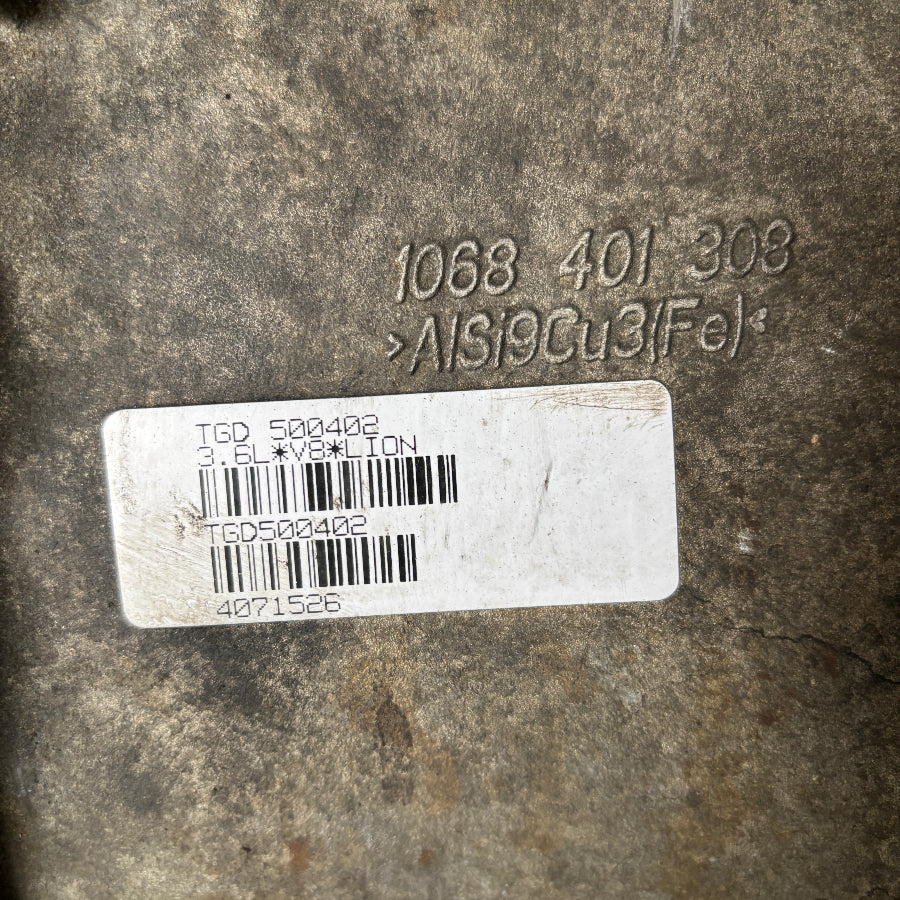 1068 401 308
>AlSi9Cu3(Fe)<
TGD 500402
3.6L*V8*LION
TGD500402
4071526